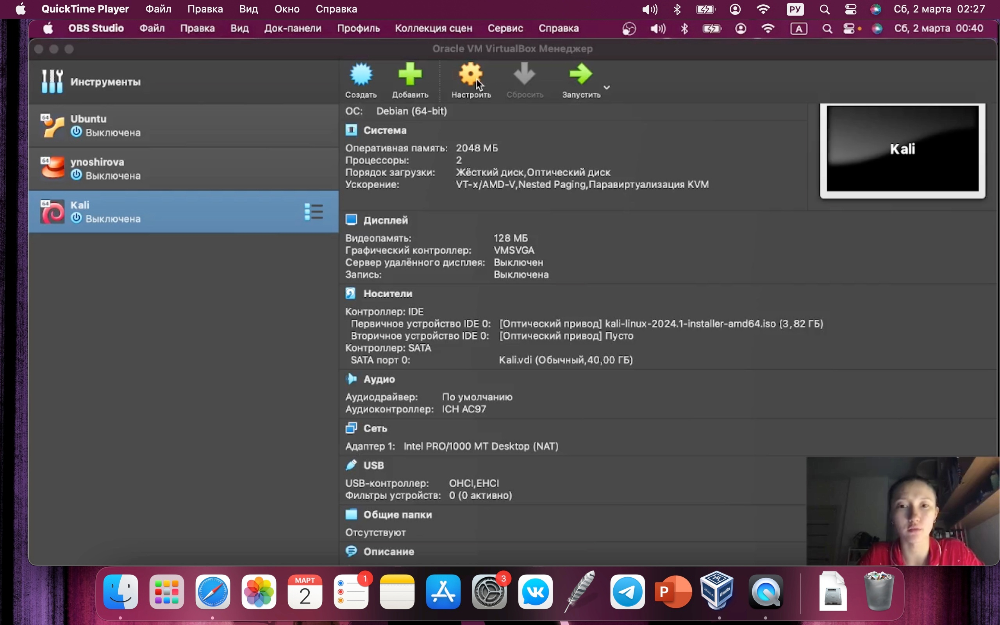 QuickTime Player Файл Правка Вид Окно Справка РУ Сб, 2 марта 02:27
OBS Studio Файл Правка Вид Док-панели Профиль Коллекция сцен Сервис Справка A Сб, 2 марта 00:40
Oracle VM VirtualBox Менеджер
Инструменты
64
Ubuntu
Выключена
64
ynoshirova
Выключена
64
Kali
Выключена
Создать Добавить Настроить Сбросить Запустить
ОС: Debian (64-bit)
Система
Оперативная память: 2048 МБ
Процессоры: 2
Порядок загрузки: Жёсткий диск,Оптический диск
Ускорение: VT-x/AMD-V,Nested Paging,Паравиртуализация KVM
Kali
Дисплей
Видеопамять: 128 МБ
Графический контроллер: VMSVGA
Сервер удалённого дисплея: Выключен
Запись: Выключена
Носители
Контроллер: IDE
Первичное устройство IDE 0: [Оптический привод] kali-linux-2024.1-installer-amd64.iso (3,82 ГБ)
Вторичное устройство IDE 0: [Оптический привод] Пусто
Контроллер: SATA
SATA порт 0: Kali.vdi (Обычный,40,00 ГБ)
Аудио
Аудиодрайвер: По умолчанию
Аудиоконтроллер: ICH AC97
Сеть
Адаптер 1: Intel PRO/1000 MT Desktop (NAT)
USB
USB-контроллер: OHCI,EHCI
Фильтры устройств: 0 (0 активно)
Общие папки
Отсутствуют
Описание
МАРТ
2
1
3
P